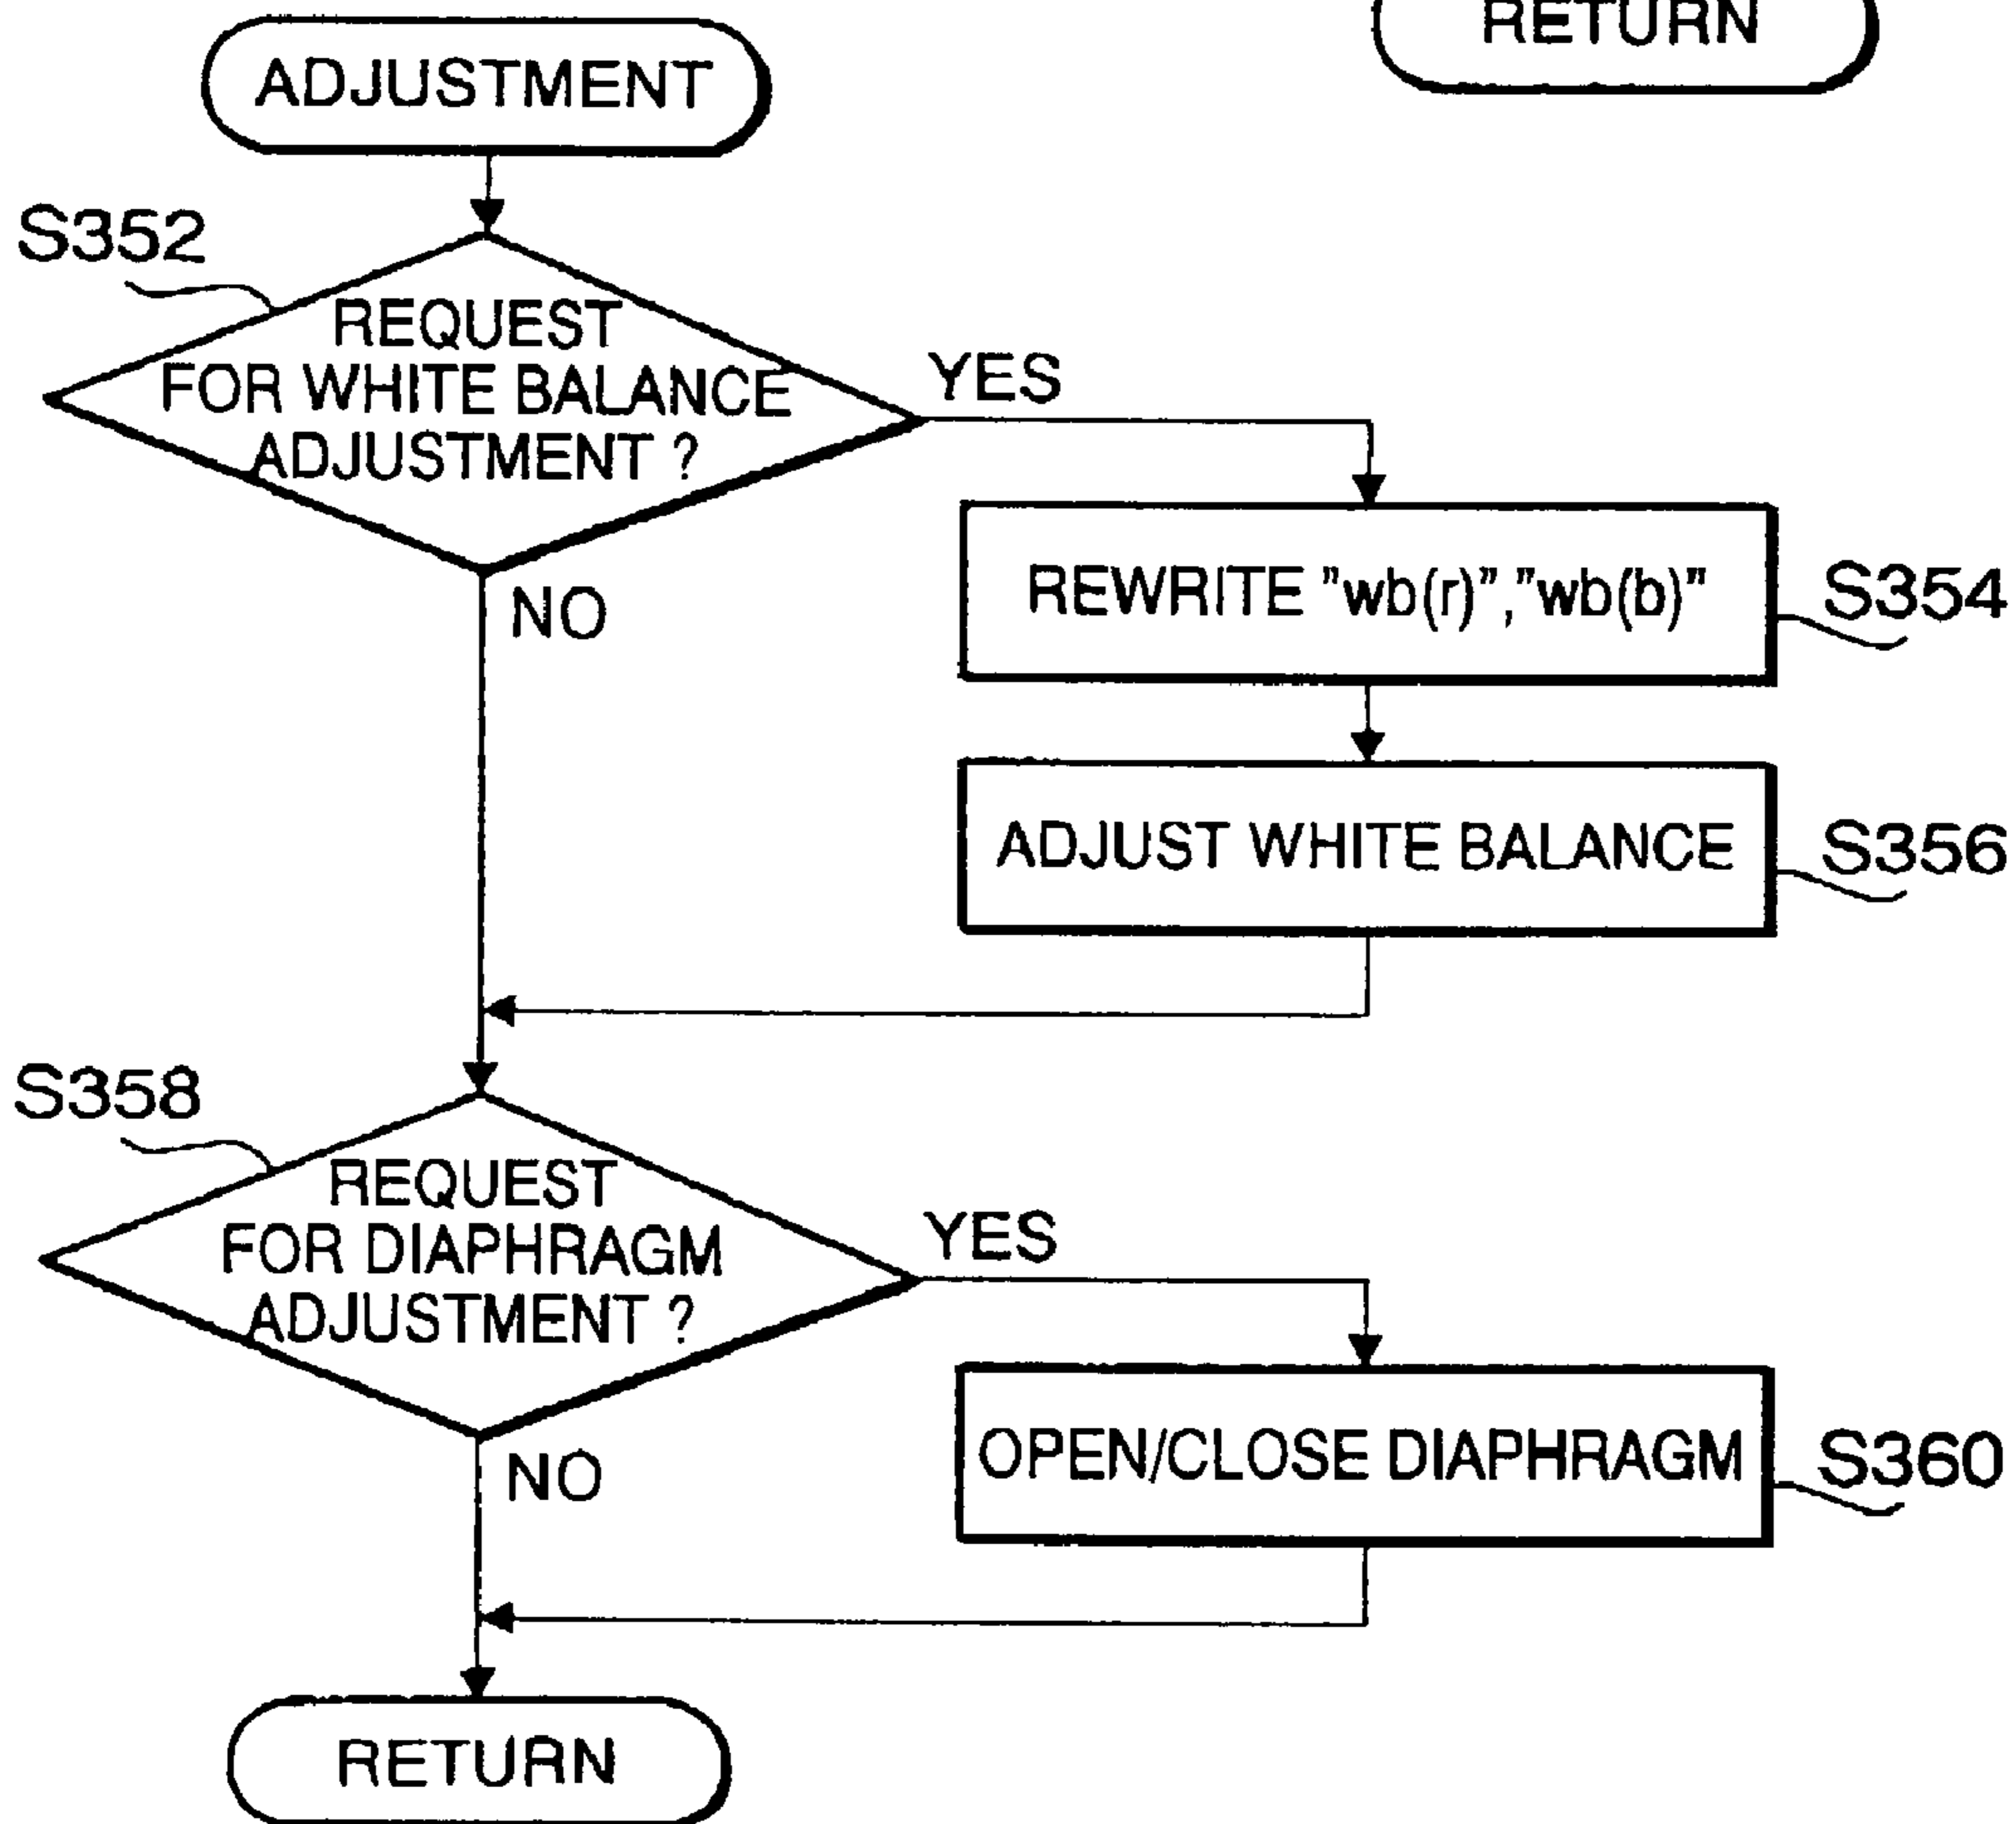 RETURN
ADJUSTMENT
S352
REQUEST
FOR WHITE BALANCE
ADJUSTMENT ?
YES
NO
REWRITE "wb(r)","wb(b)"
S354
ADJUST WHITE BALANCE
S356
S358
REQUEST
FOR DIAPHRAGM
ADJUSTMENT ?
YES
NO
OPEN/CLOSE DIAPHRAGM
S360
RETURN